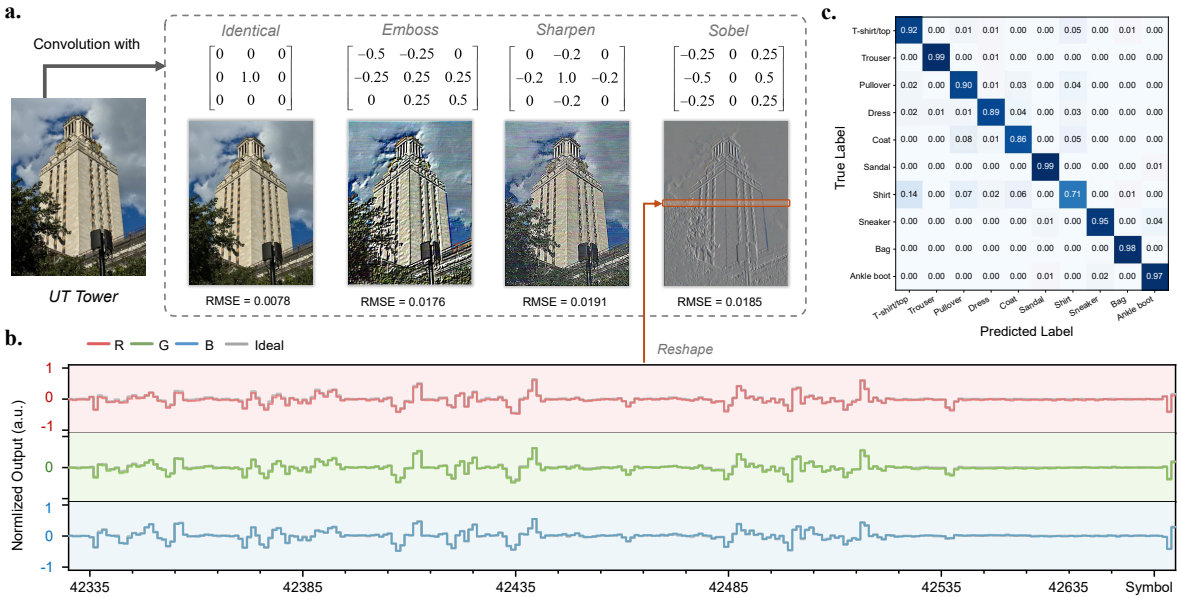 a.
Convolution with
UT Tower
Identical
0 0 0
0 1.0 0
0 0 0
RMSE = 0.0078
Emboss
−0.5 −0.25 0
−0.25 0.25 0.25
0 0.25 0.5
RMSE = 0.0176
Sharpen
0 −0.2 0
−0.2 1.0 −0.2
0 −0.2 0
RMSE = 0.0191
Sobel
−0.25 0 0.25
−0.5 0 0.5
−0.25 0 0.25
RMSE = 0.0185
Reshape
b.
R G B Ideal
Normlized Output (a.u.)
1
0
-1
0
1
0
-1
42335 42385 42435 42485 42535 42635 Symbol
c.
True Label
T-shirt/top 0.92 0.00 0.01 0.01 0.00 0.00 0.05 0.00 0.01 0.00
Trouser 0.00 0.99 0.00 0.01 0.00 0.00 0.00 0.00 0.00 0.00
Pullover 0.02 0.00 0.90 0.01 0.03 0.00 0.04 0.00 0.00 0.00
Dress 0.02 0.01 0.01 0.89 0.04 0.00 0.03 0.00 0.00 0.00
Coat 0.00 0.00 0.08 0.01 0.86 0.00 0.05 0.00 0.00 0.00
Sandal 0.00 0.00 0.00 0.00 0.00 0.99 0.00 0.00 0.00 0.01
Shirt 0.14 0.00 0.07 0.02 0.06 0.00 0.71 0.00 0.01 0.00
Sneaker 0.00 0.00 0.00 0.00 0.00 0.01 0.00 0.95 0.00 0.04
Bag 0.00 0.00 0.00 0.00 0.00 0.00 0.00 0.00 0.98 0.00
Ankle boot 0.00 0.00 0.00 0.00 0.00 0.01 0.00 0.02 0.00 0.97
T-shirt/top Trouser Pullover Dress Coat Sandal Shirt Sneaker Bag Ankle boot
Predicted Label